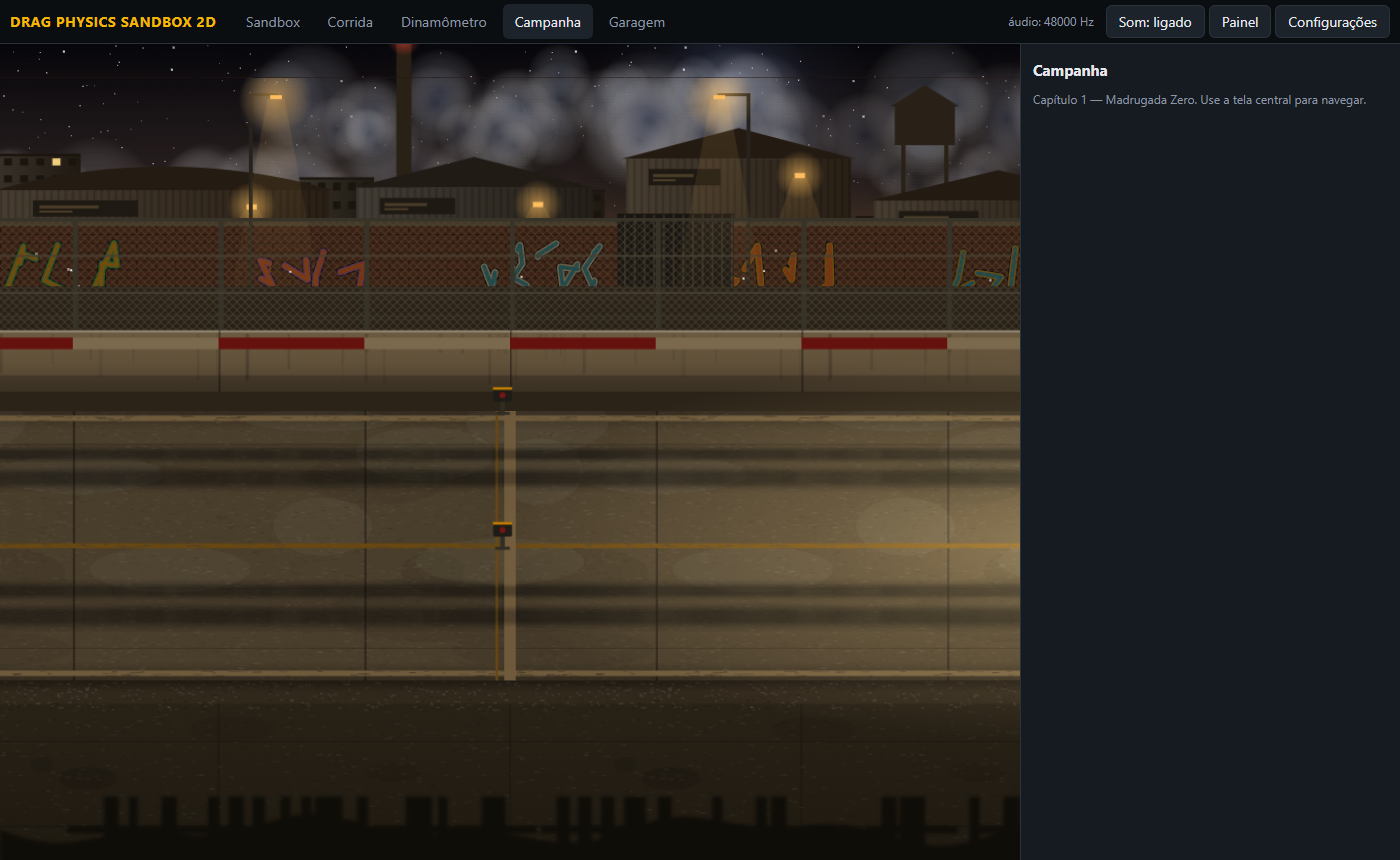 DRAG PHYSICS SANDBOX 2D
Sandbox
Corrida
Dinamômetro
Campanha
Garagem
áudio: 48000 Hz
Som: ligado
Painel
Configurações
Campanha
Capítulo 1 — Madrugada Zero. Use a tela central para navegar.